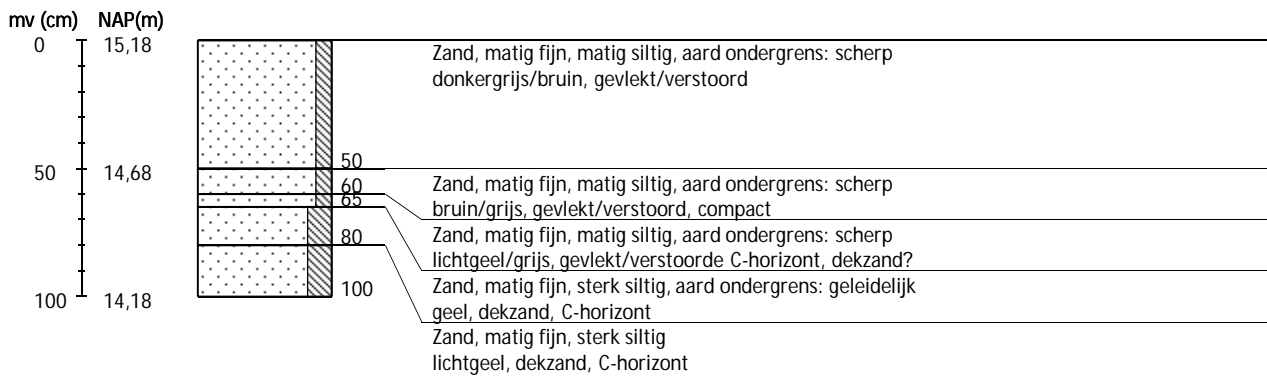 mv (cm) NAP(m)
0 15,18
Zand, matig fijn, matig siltig, aard ondergrens: scherp
donkergrijs/bruin, gevlekt/verstoord
50
50 14,68
Zand, matig fijn, matig siltig, aard ondergrens: scherp
60
bruin/grijs, gevlekt/verstoord, compact
65
Zand, matig fijn, matig siltig, aard ondergrens: scherp
80
lichtgeel/grijs, gevlekt/verstoorde C-horizont, dekzand?
Zand, matig fijn, sterk siltig, aard ondergrens: geleidelijk
100
100 14,18
geel, dekzand, C-horizont
Zand, matig fijn, sterk siltig
lichtgeel, dekzand, C-horizont